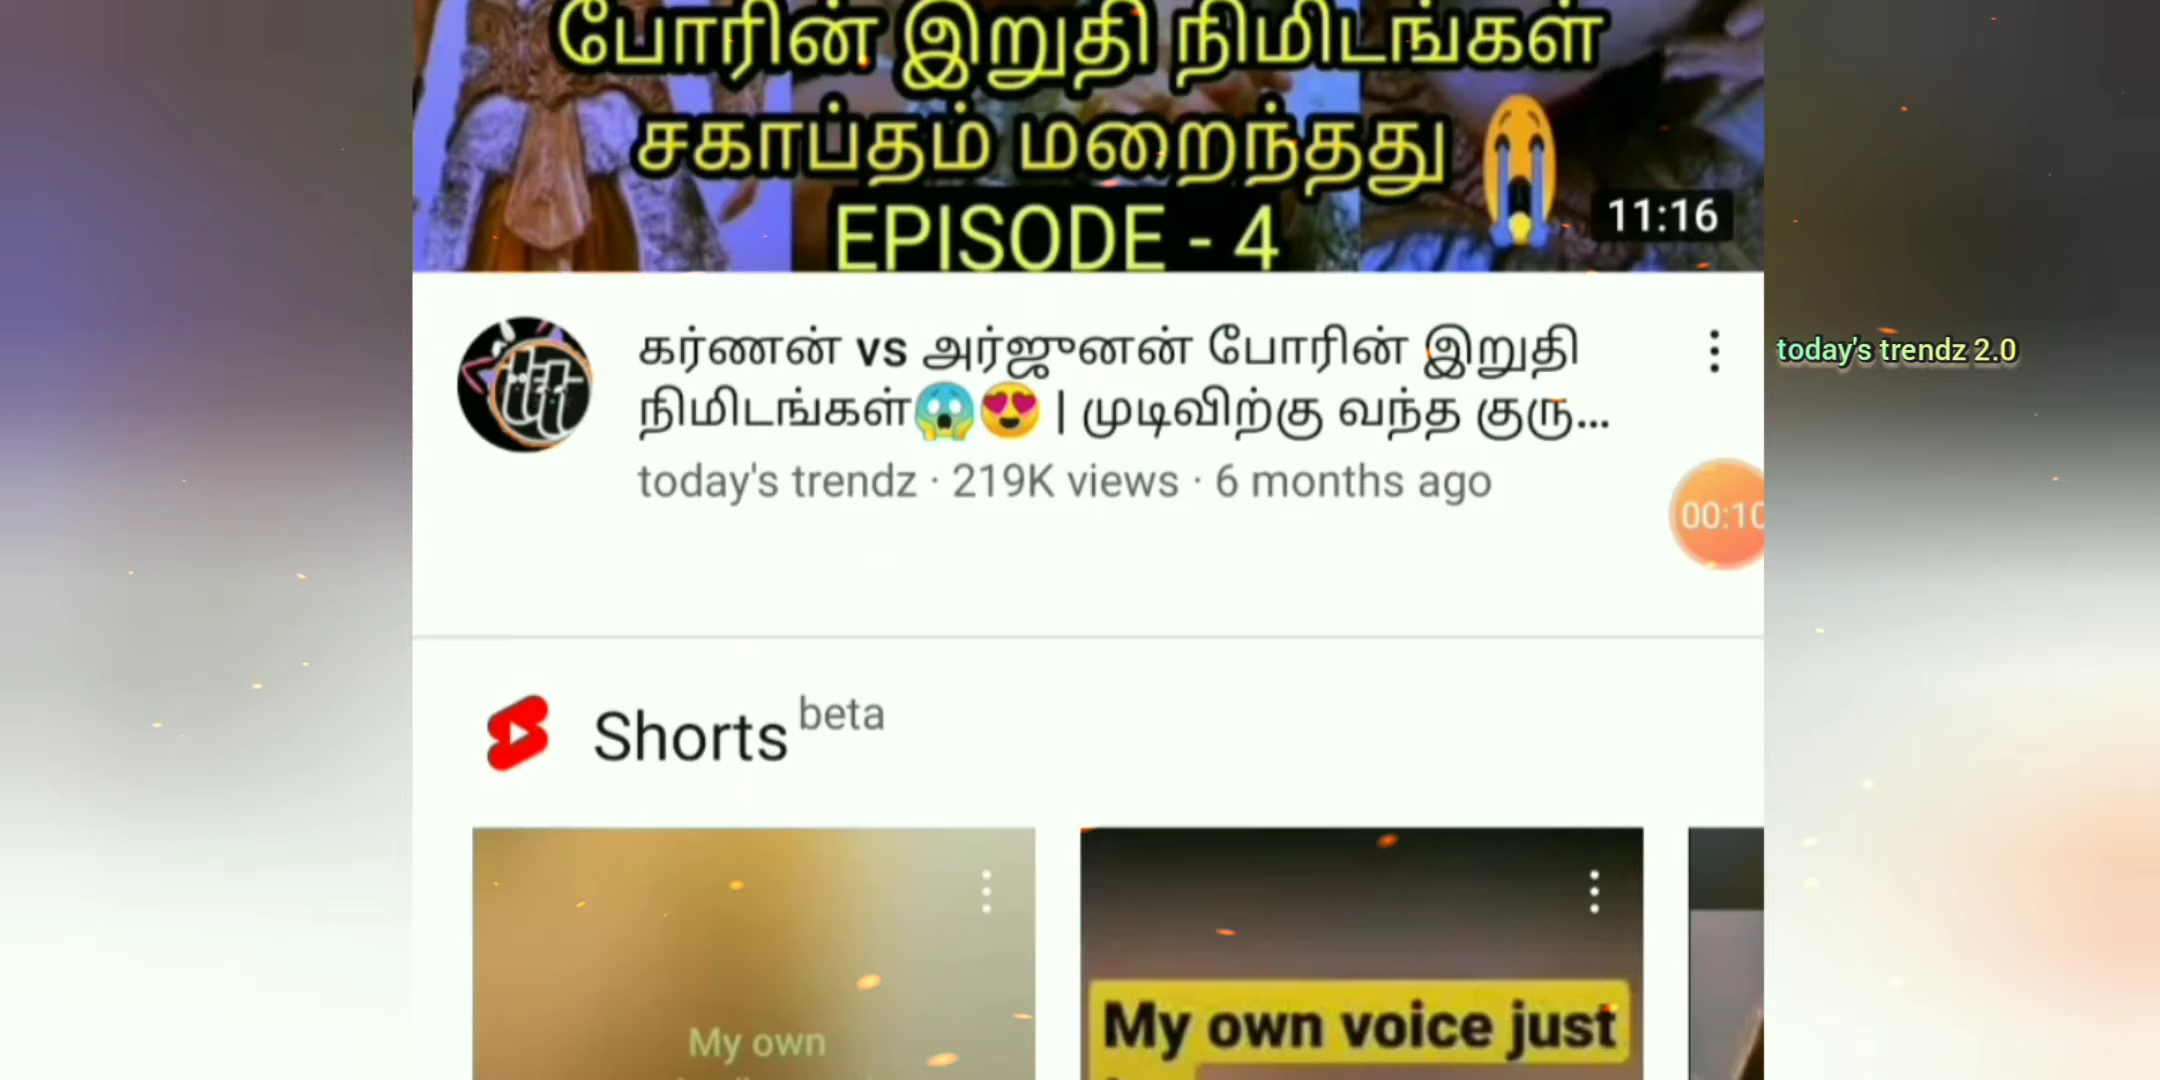 போரின் இறுதி நிமிடங்கள்
சகாப்தம் மறைந்தது 😭
EPISODE - 4
11:16
கர்ணன் vs அர்ஜுனன் போரின் இறுதி
நிமிடங்கள்😱😍 | முடிவிற்கு வந்த குரு...
today's trendz · 219K views · 6 months ago
today's trendz 2.0
00:10
Shorts beta
My own
My own voice just